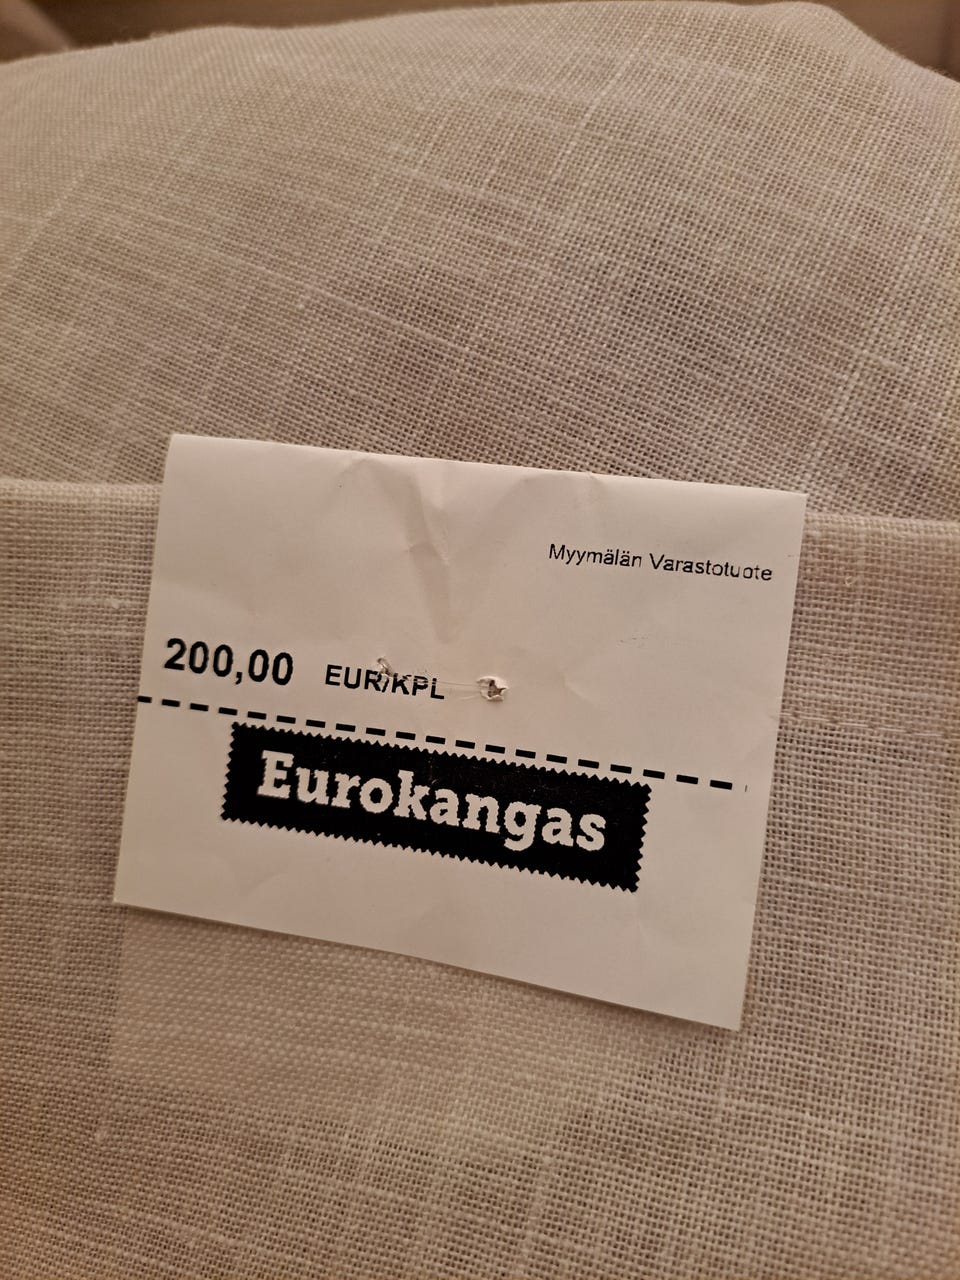 Myymälän Varastotuote
200,00 EUR/KPL
Eurokangas